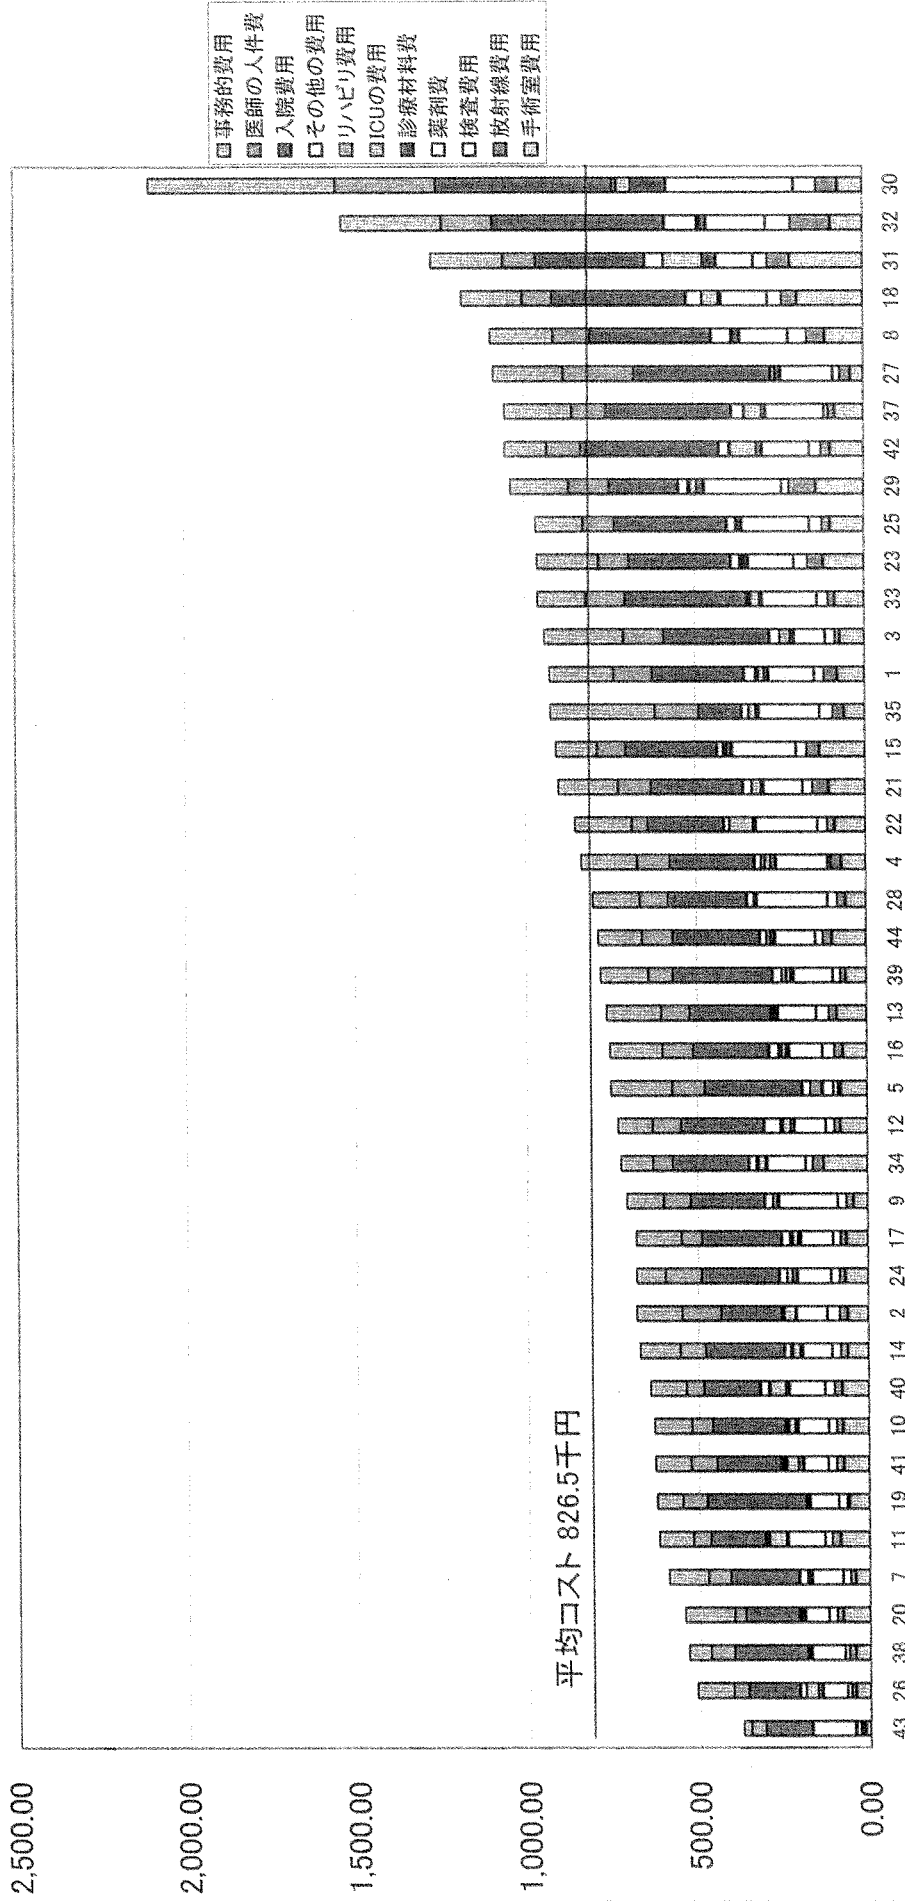 2,500.00
2,000.00
1,500.00
1,000.00
500.00
0.00
平均コスト 826.5千円
43 26 38 20 7 11 19 41 10 40 14 2 24 17 9 34 12 5 16 13 39 44 28 4 22 21 15 35 1 3 33 23 25 29 42 37 27 8 18 31 32 30
事務的費用
医師の人件費
入院費用
その他の費用
リハビリ費用
ICUの費用
診療材料費
薬剤費
検査費用
放射線費用
手術室費用